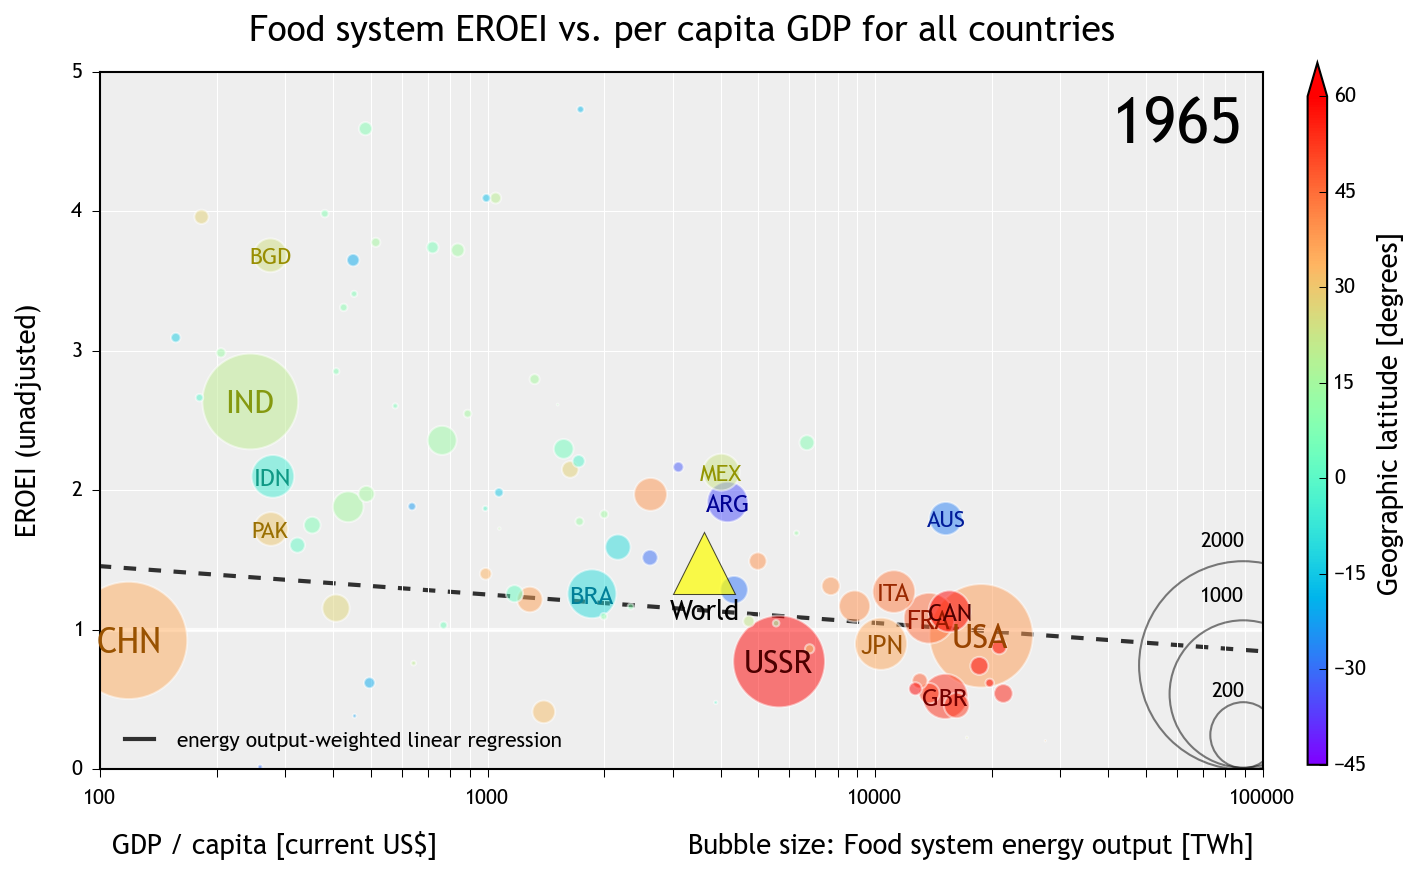 Food system EROEI vs. per capita GDP for all countries
1965
5
4
3
2
1
0
EROEI (unadjusted)
BGD
IND
IDN
PAK
CHN
BRA
MEX
ARG
World
USSR
AUS
ITA
FRA
CAN
JPN
USA
GBR
2000
1000
200
energy output-weighted linear regression
100
1000
10000
100000
GDP / capita [current US$]
Bubble size: Food system energy output [TWh]
60
45
30
15
0
−15
−30
−45
Geographic latitude [degrees]